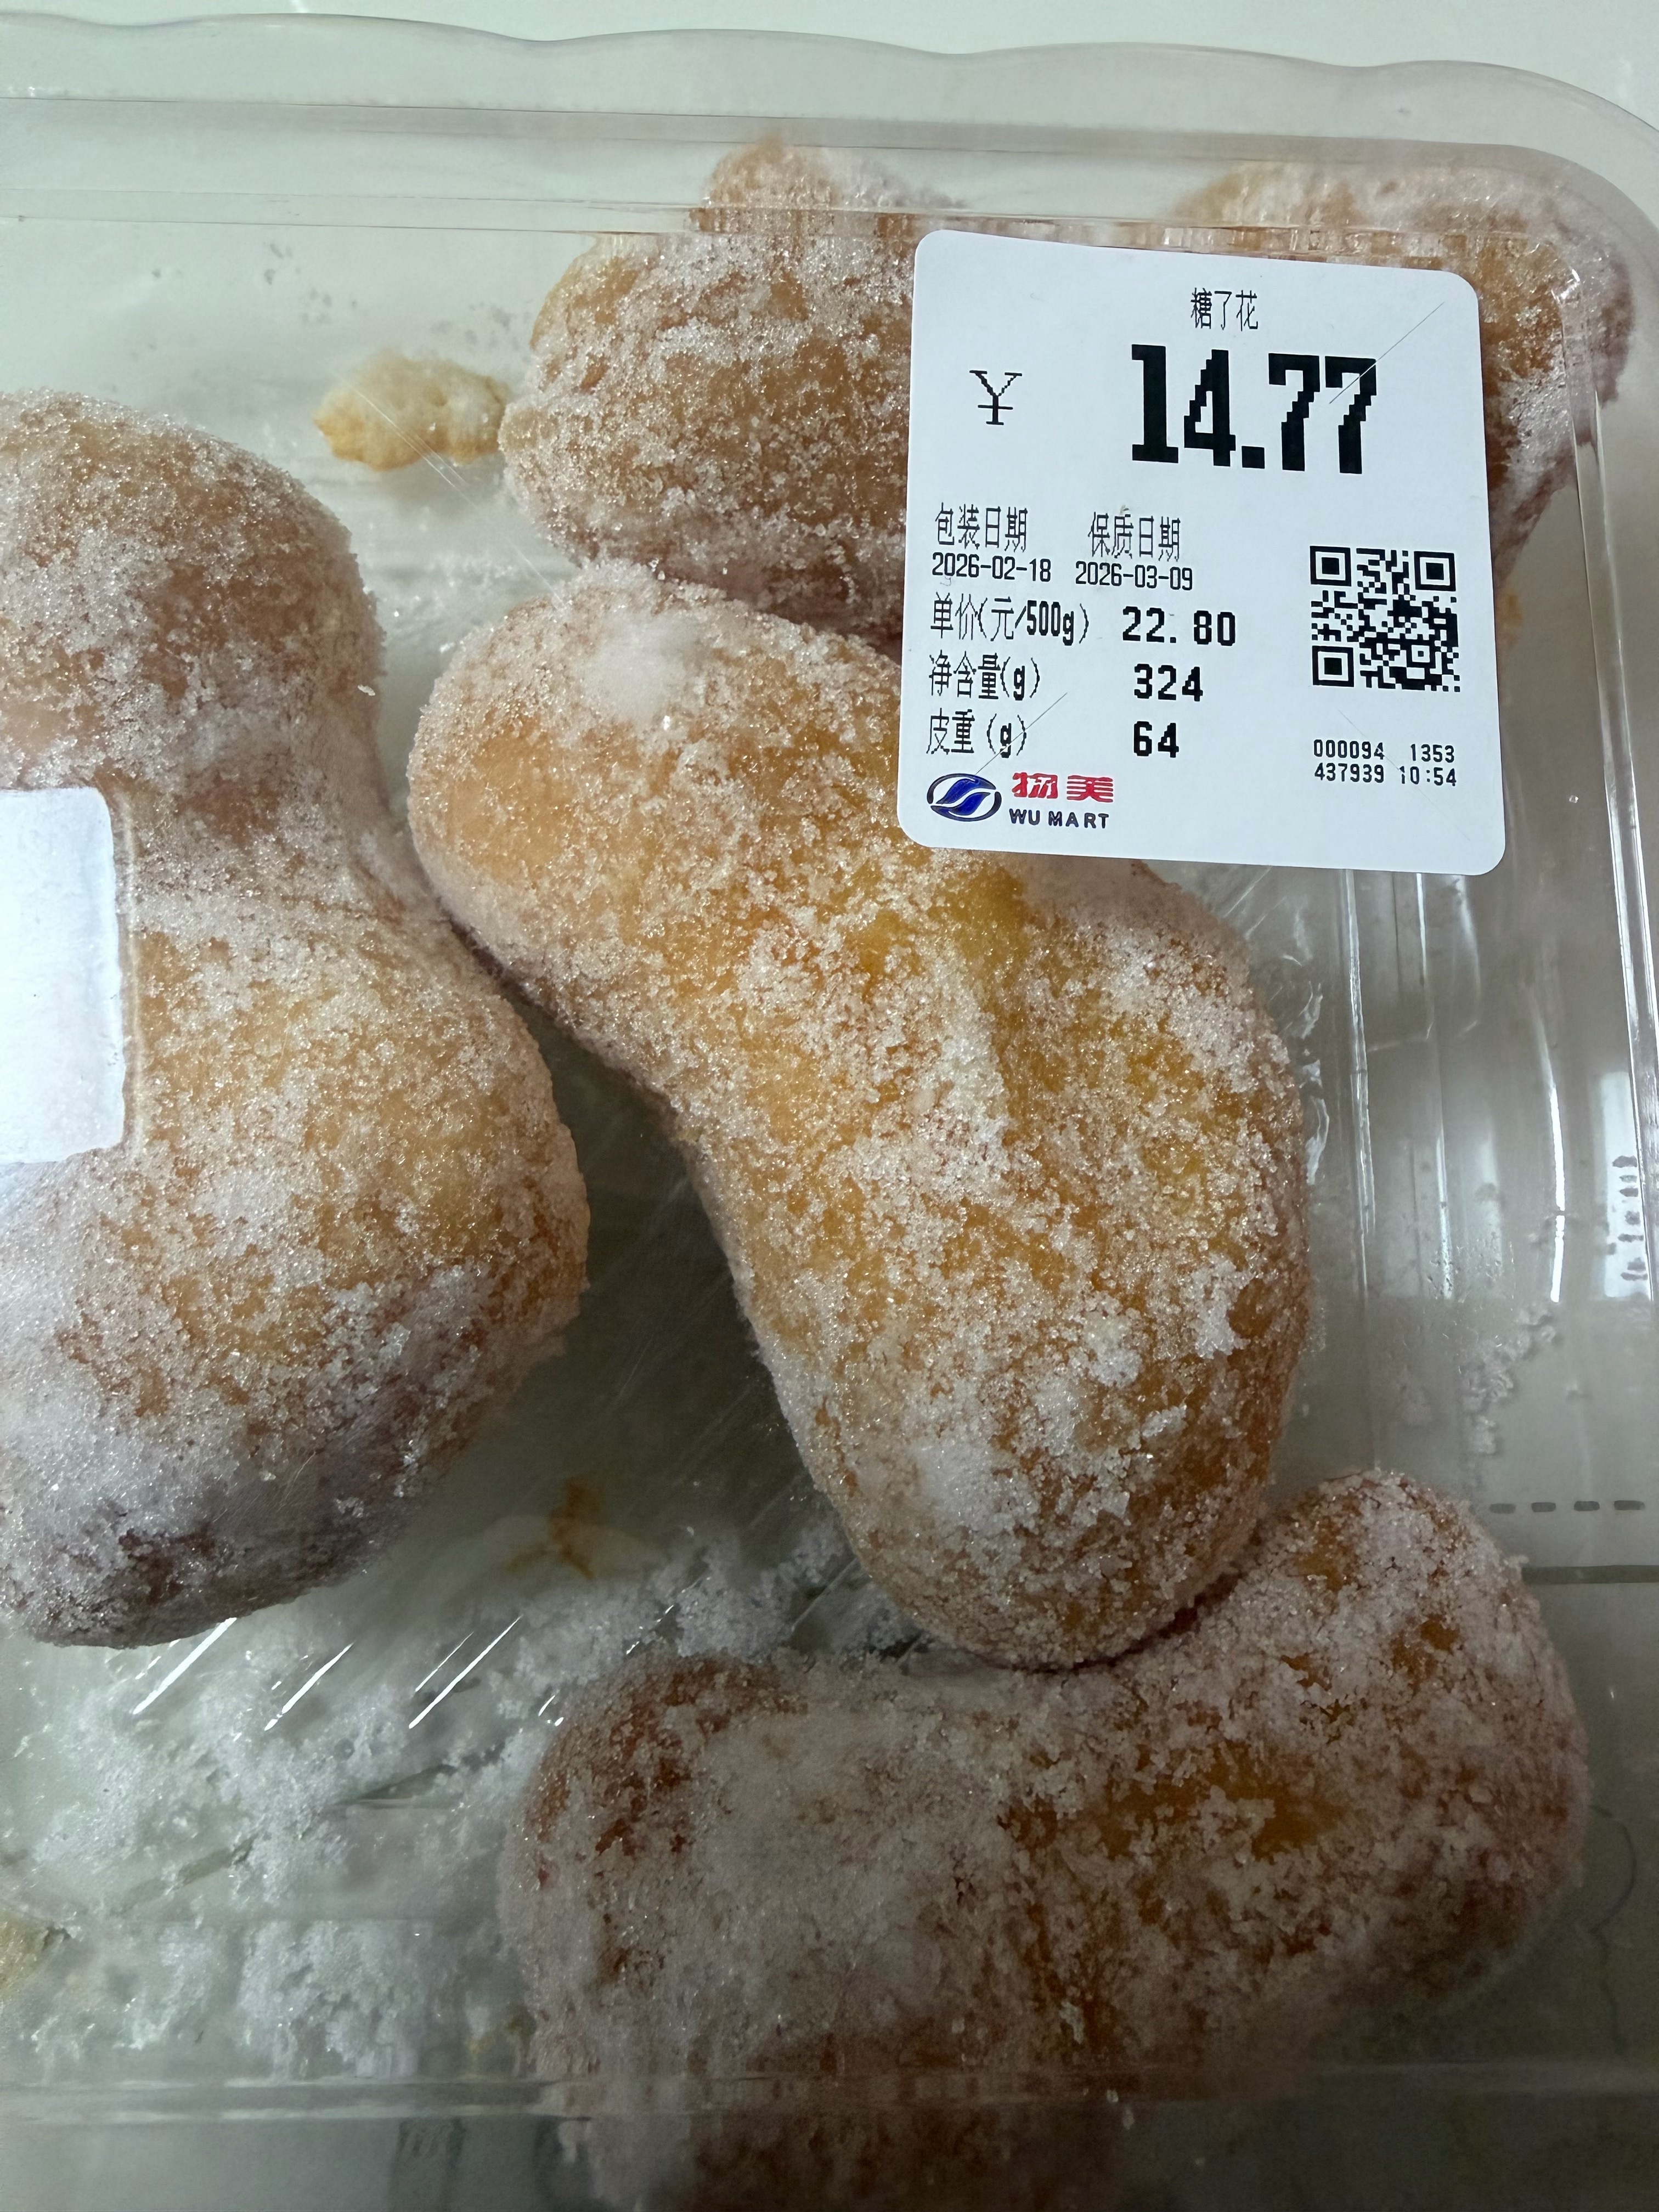 糖了花
¥ 14.77
包装日期 保质日期
2026-02-18 2026-03-09
单价(元/500g) 22.80
净含量(g) 324
皮重(g) 64
000094 1353
437939 10:54
物美
WU MART